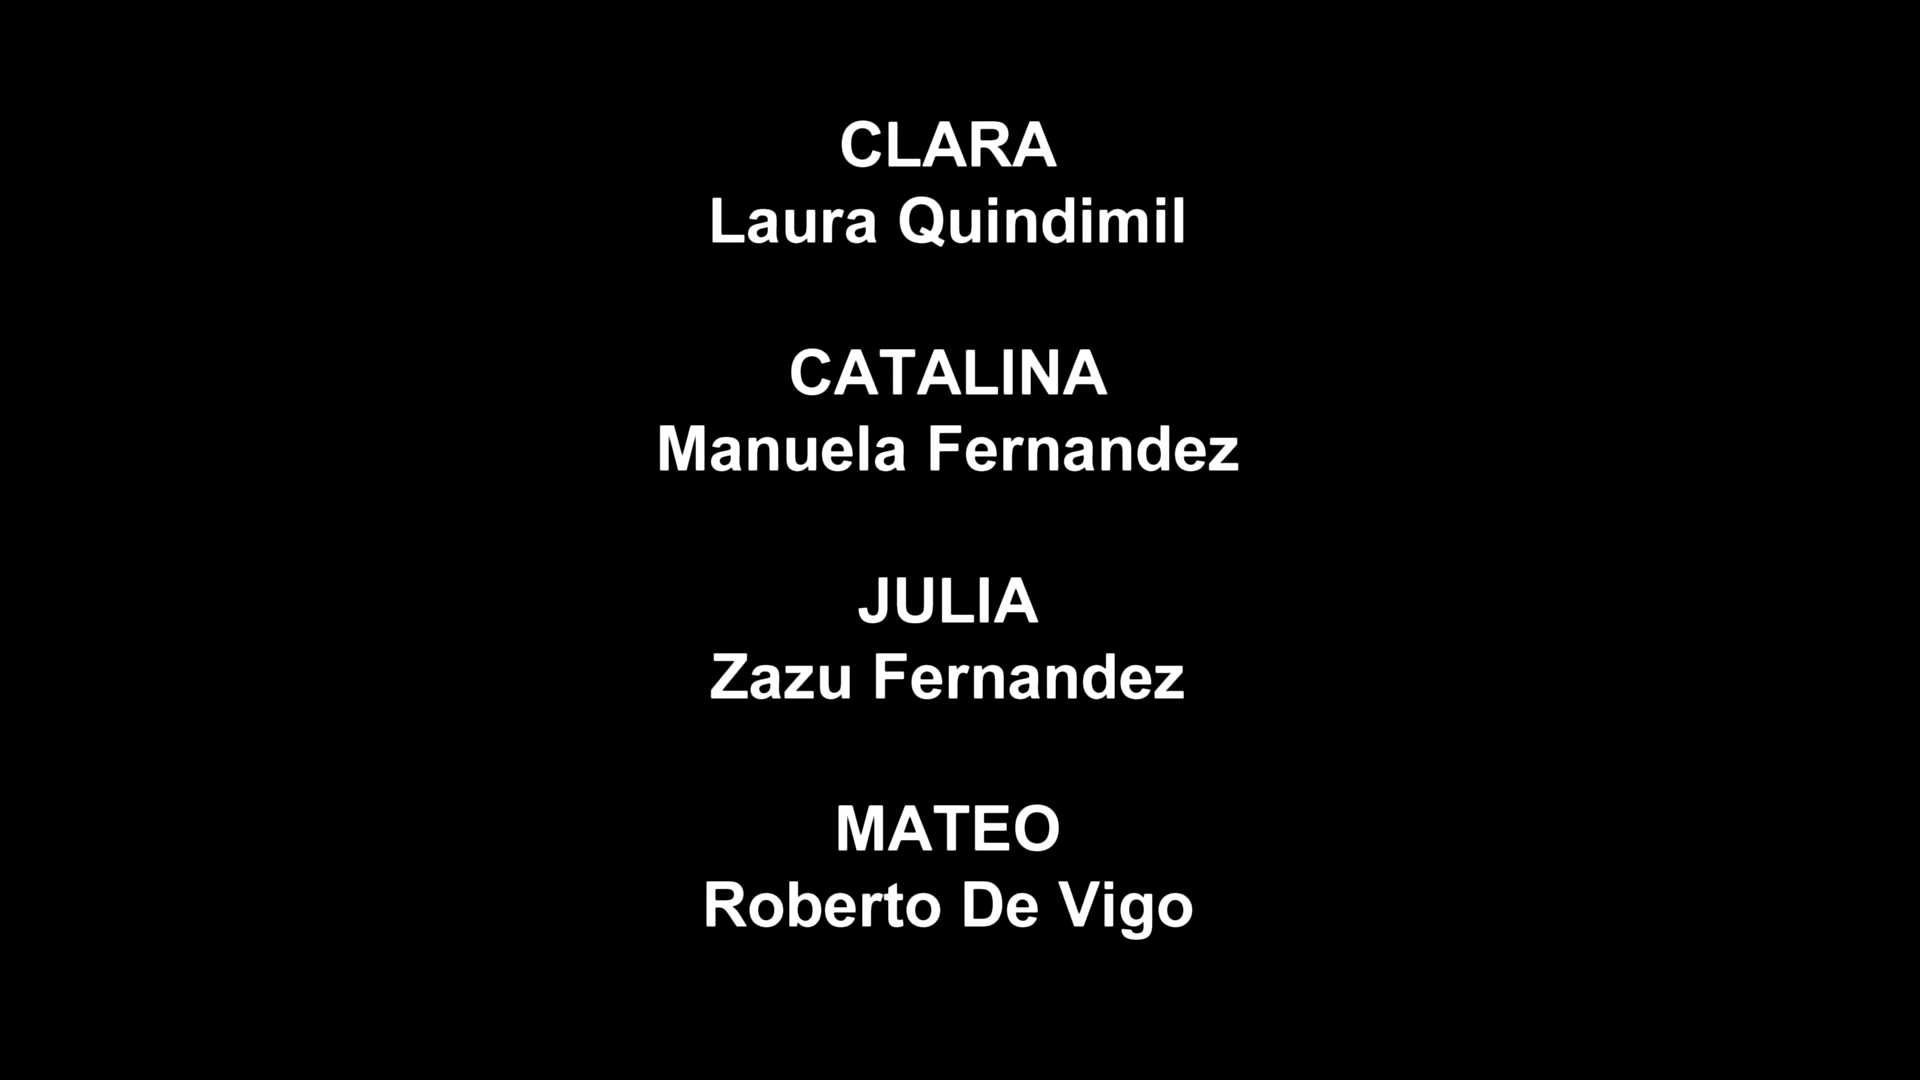 CLARA
Laura Quindimil
CATALINA
Manuela Fernandez
JULIA
Zazu Fernandez
MATEO
Roberto De Vigo